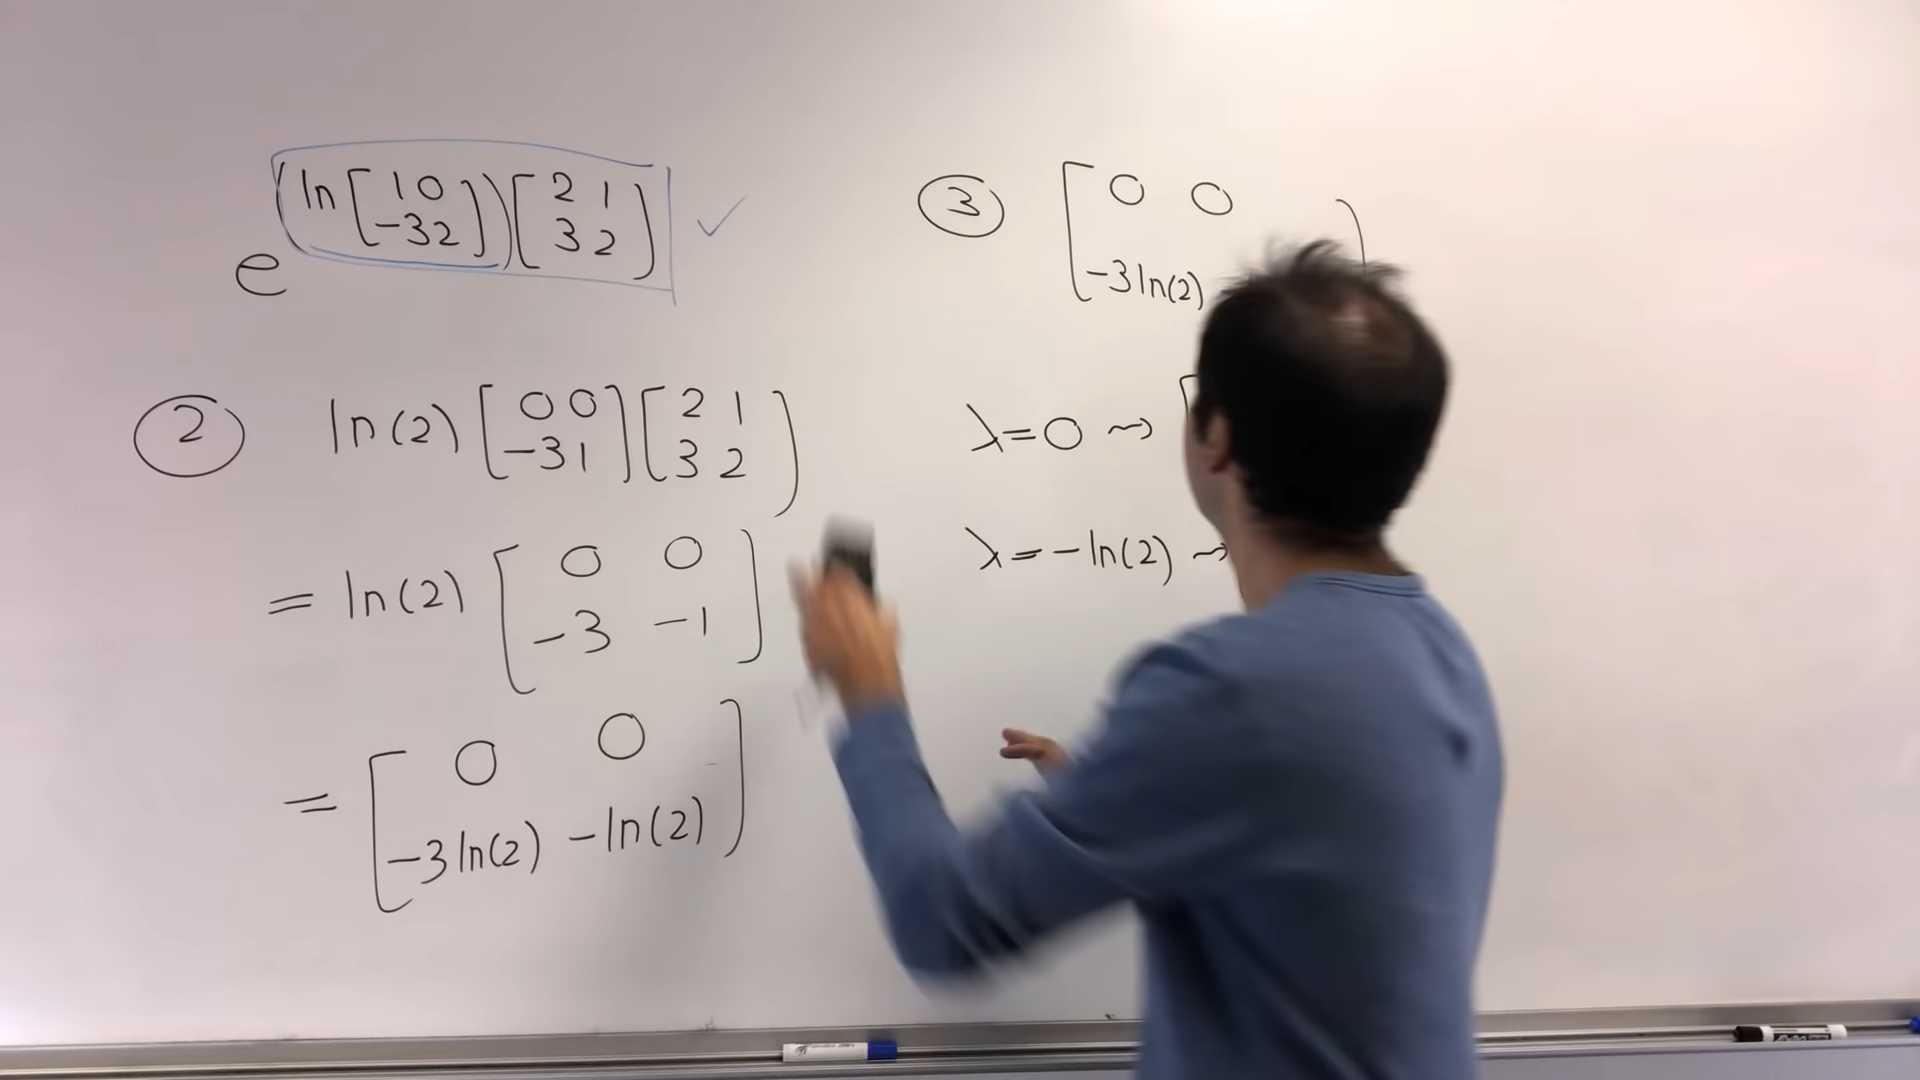 e^(ln[1 0; -3 2])[2 1; 3 2] ✓
② ln(2) [0 0; -3 1][2 1; 3 2]
= ln(2) [0 0; -3 -1]
= [0 0; -3ln(2) -ln(2)]
③ [0 0; -3ln(2)
λ=0 ⇝ [
λ=-ln(2) ⇝